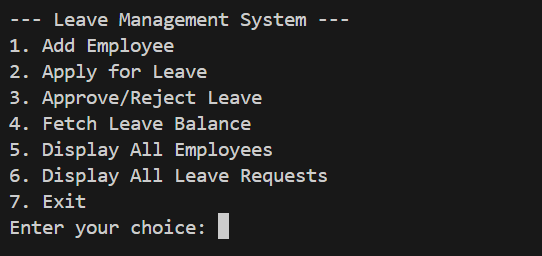 --- Leave Management System ---
1. Add Employee
2. Apply for Leave
3. Approve/Reject Leave
4. Fetch Leave Balance
5. Display All Employees
6. Display All Leave Requests
7. Exit
Enter your choice: